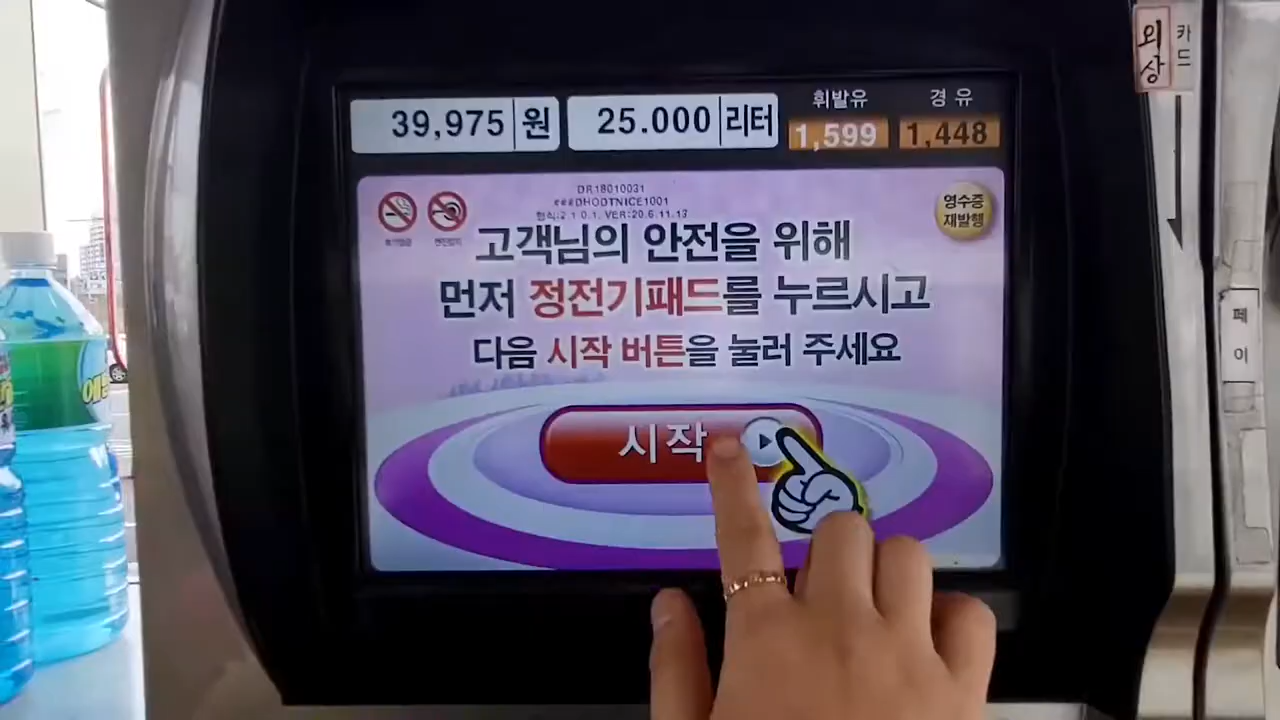 39,975 원 25.000 리터
휘발유 경유
1,599 1,448
DR18010031
###DHODTNICE1001
형식:2.1.0.1. VER:20.6.11.13
영수증
재발행
고객님의 안전을 위해
먼저 정전기패드를 누르시고
다음 시작 버튼을 눌러 주세요
시작
외상
카드
페이